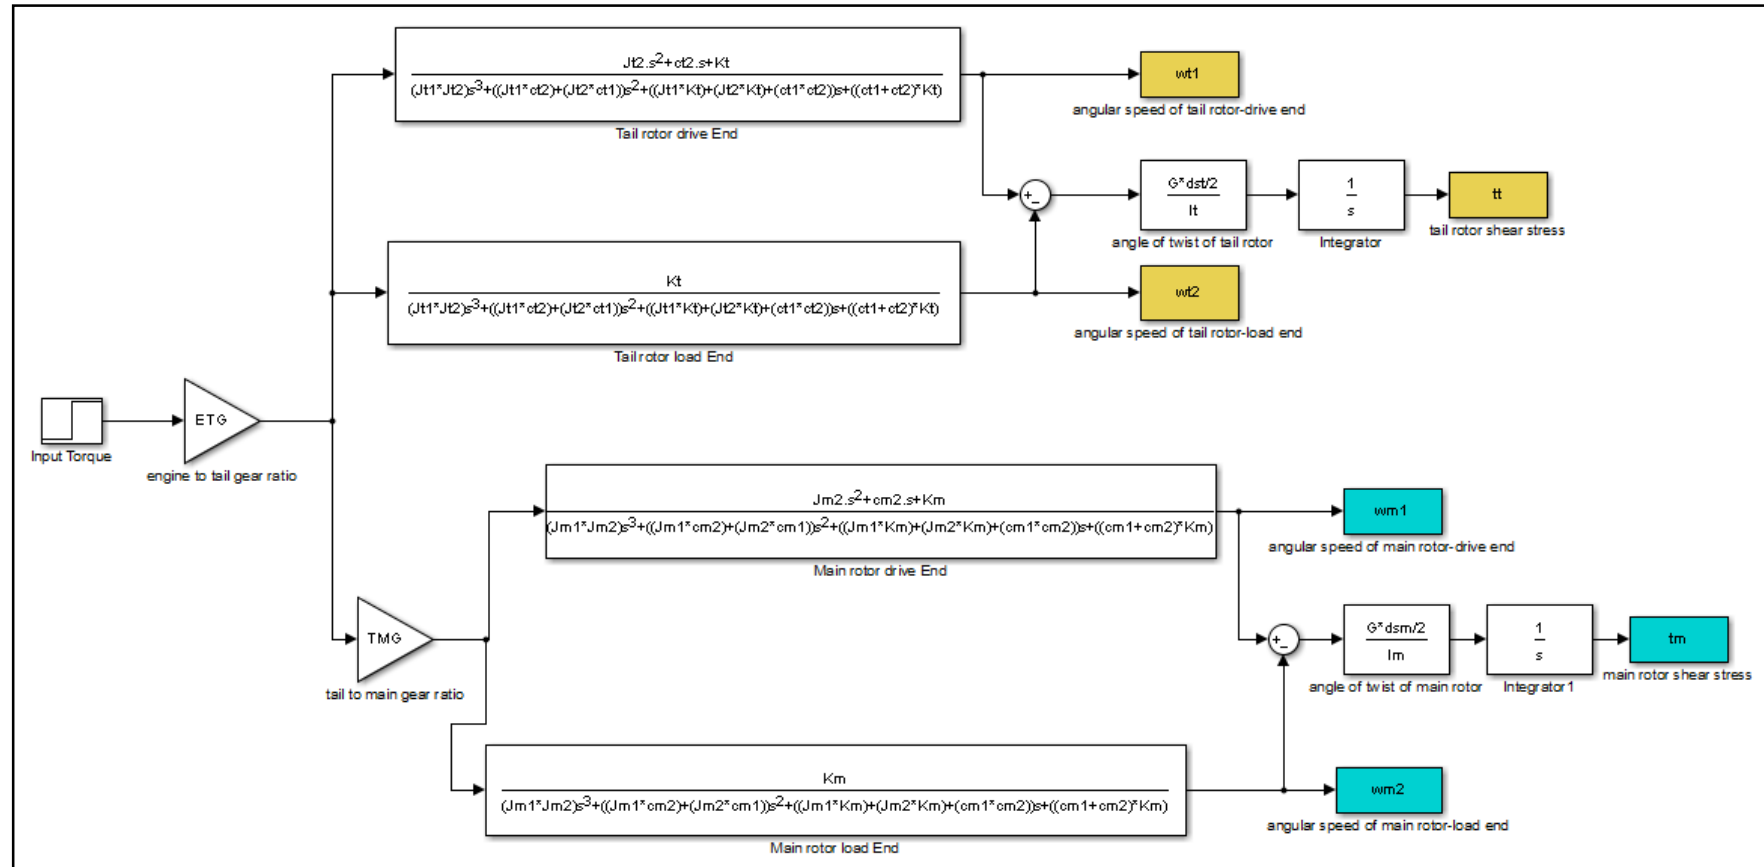 Jt2.s2+ct2.s+Kt
(Jt1*Jt2)s3+((Jt1*ct2)+(Jt2*ct1))s2+((Jt1*Kt)+(Jt2*Kt)+(ct1*ct2))s+((ct1+ct2)*Kt)
Tail rotor drive End
wt1
angular speed of tail rotor-drive end
+
-
G*dst/2
lt
angle of twist of tail rotor
1
s
Integrator
tt
tail rotor shear stress
Kt
(Jt1*Jt2)s3+((Jt1*ct2)+(Jt2*ct1))s2+((Jt1*Kt)+(Jt2*Kt)+(ct1*ct2))s+((ct1+ct2)*Kt)
Tail rotor load End
wt2
angular speed of tail rotor-load end
Input Torque
ETG
engine to tail gear ratio
Jm2.s2+cm2.s+Km
(Jm1*Jm2)s3+((Jm1*cm2)+(Jm2*cm1))s2+((Jm1*Km)+(Jm2*Km)+(cm1*cm2))s+((cm1+cm2)*Km)
Main rotor drive End
wm1
angular speed of main rotor-drive end
TMG
tail to main gear ratio
+
-
G*dsm/2
lm
angle of twist of main rotor
1
s
Integrator1
tm
main rotor shear stress
Km
(Jm1*Jm2)s3+((Jm1*cm2)+(Jm2*cm1))s2+((Jm1*Km)+(Jm2*Km)+(cm1*cm2))s+((cm1+cm2)*Km)
Main rotor load End
wm2
angular speed of main rotor-load end